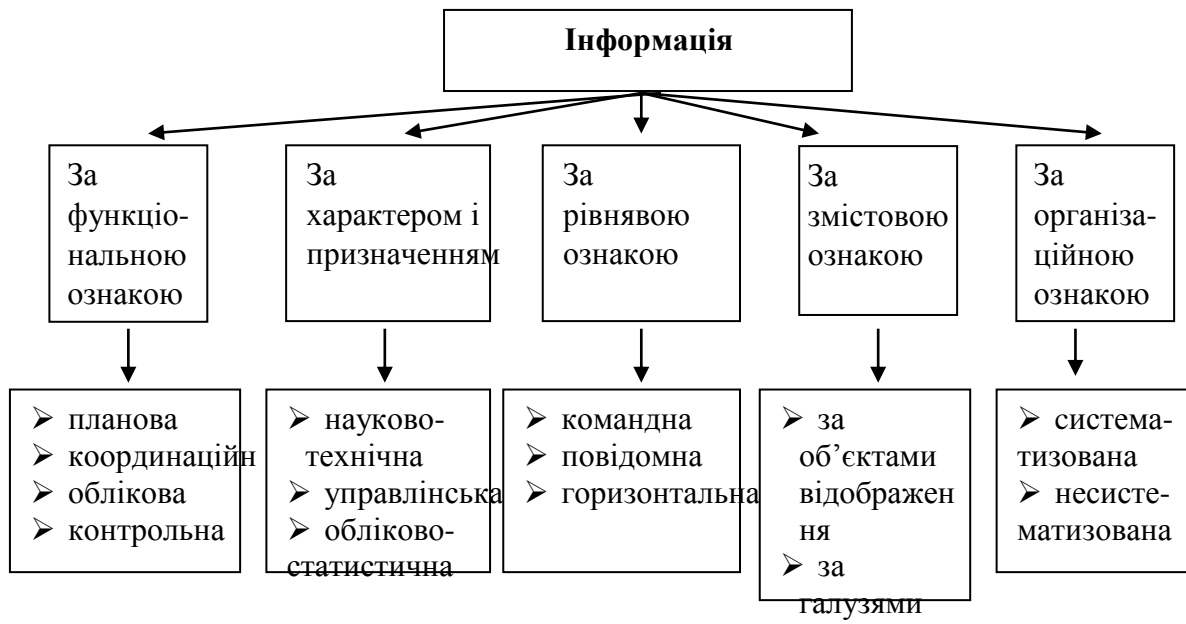 Інформація
За
функціо-
нальною
ознакою
За
характером і
призначенням
За
рівнявою
ознакою
За
змістовою
ознакою
За
організа-
ційною
ознакою
➢ планова
➢ координаційн
➢ облікова
➢ контрольна
➢ науково-
технічна
➢ управлінська
➢ обліково-
статистична
➢ командна
➢ повідомна
➢ горизонтальна
➢ за
об’єктами
відображен
ня
➢ за
галузями
➢ система-
тизована
➢ несисте-
матизована